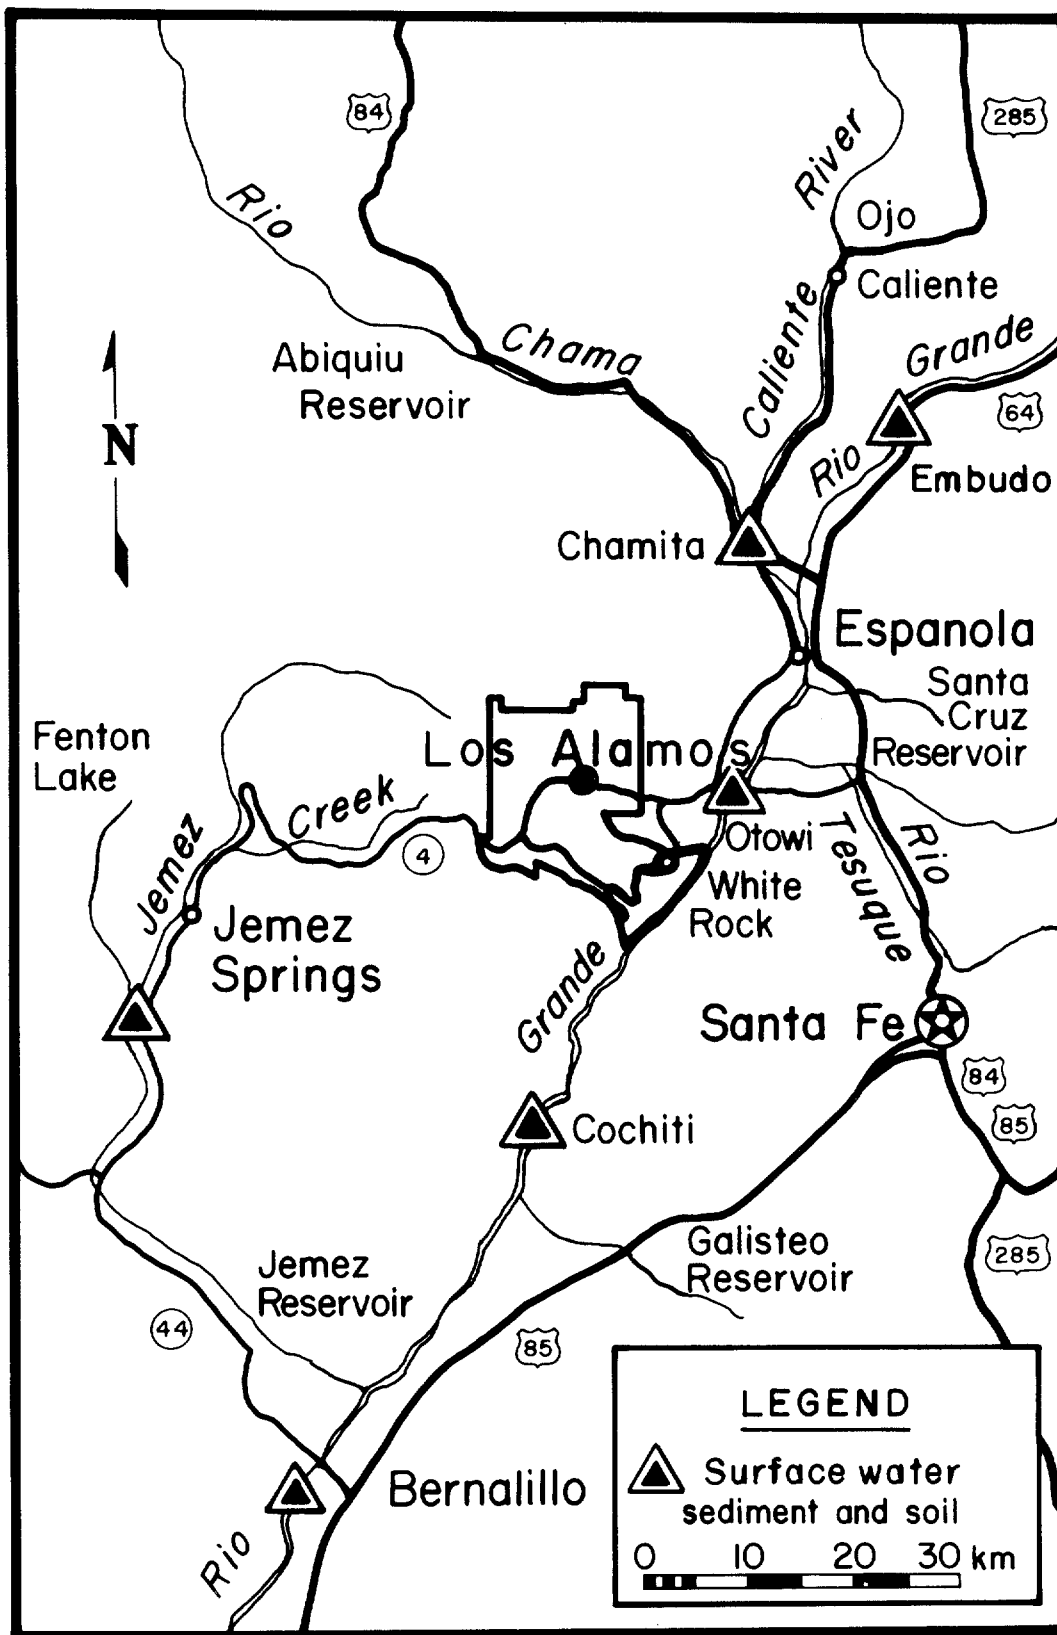 84
285
River
Rio
Ojo
Caliente
Caliente
Grande
Chama
Abiquiu
Reservoir
64
N
Rio
Embudo
Chamita
Espanola
Santa
Cruz
Reservoir
Fenton
Lake
Los Alamos
Creek
4
Otowi
Jemez
Tesuque
Rio
White
Rock
Jemez
Springs
Grande
Santa Fe
84
85
Cochiti
Galisteo
Reservoir
285
Jemez
Reservoir
44
85
LEGEND
Surface water
sediment and soil
0 10 20 30 km
Bernalillo
Rio